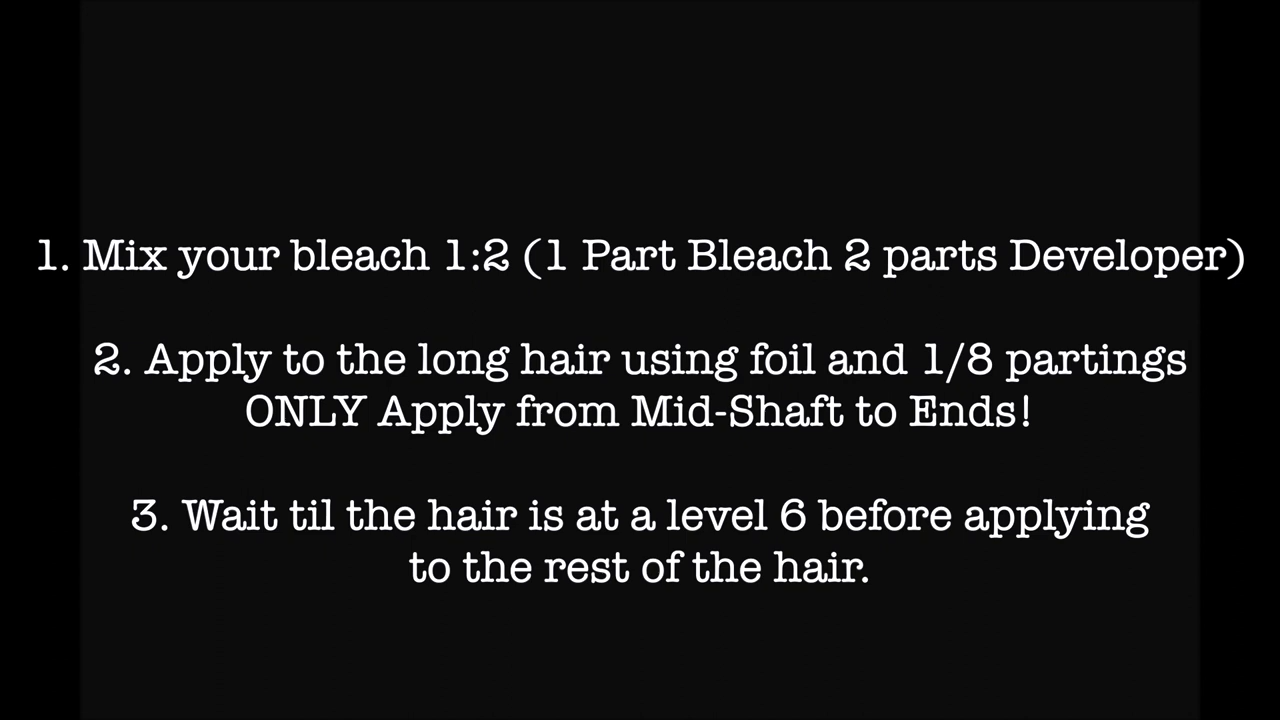 1. Mix your bleach 1:2 (1 Part Bleach 2 parts Developer)
2. Apply to the long hair using foil and 1/8 partings
ONLY Apply from Mid-Shaft to Ends!
3. Wait til the hair is at a level 6 before applying
to the rest of the hair.